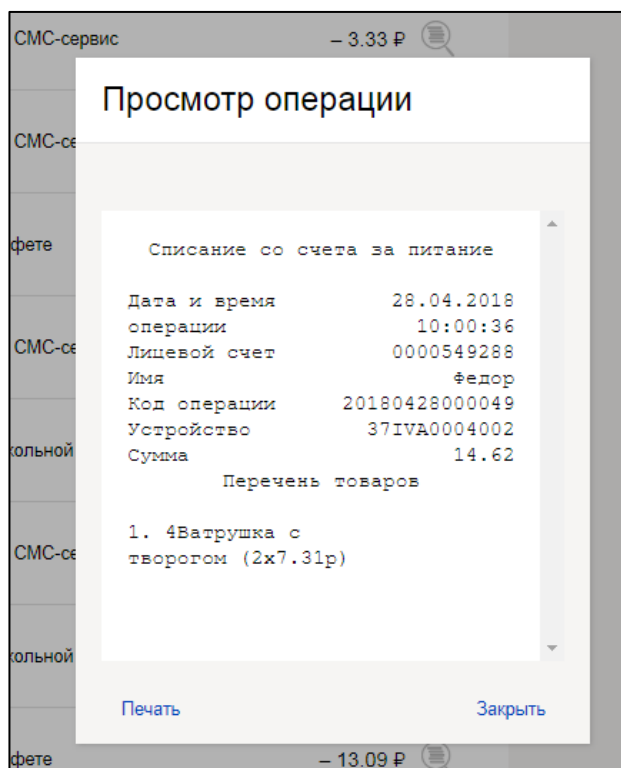 СМС-сервис – 3.33 ₽
Просмотр операции
СМС-се
фете
Списание со счета за питание
Дата и время 28.04.2018
операции 10:00:36
СМС-се
Лицевой счет 0000549288
Имя Федор
Код операции 20180428000049
Устройство 37IVA0004002
кольной
Сумма 14.62
Перечень товаров
1. 4Ватрушка с
СМС-се
творогом (2x7.31р)
кольной
Печать Закрыть
фете – 13.09 ₽